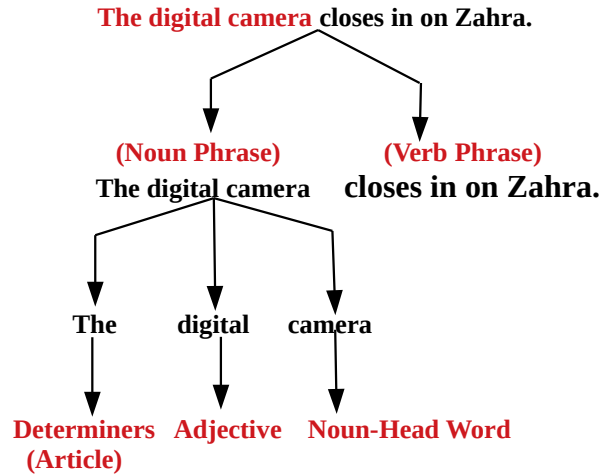 The digital camera closes in on Zahra.
(Noun Phrase) (Verb Phrase)
The digital camera closes in on Zahra.
The digital camera
Determiners Adjective Noun-Head Word
(Article)